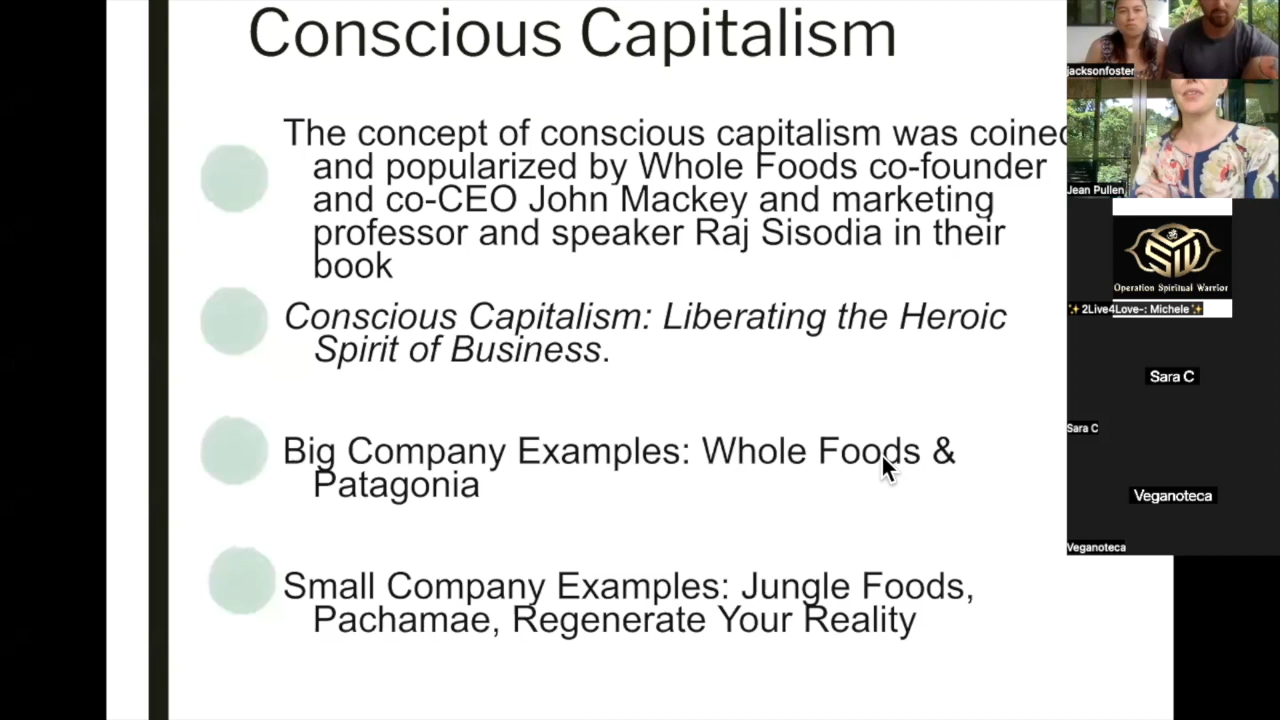 Conscious Capitalism
The concept of conscious capitalism was coined
and popularized by Whole Foods co-founder
and co-CEO John Mackey and marketing
professor and speaker Raj Sisodia in their
book
Conscious Capitalism: Liberating the Heroic
Spirit of Business.
Big Company Examples: Whole Foods &
Patagonia
Small Company Examples: Jungle Foods,
Pachamae, Regenerate Your Reality
jacksonfoster
Jean Pullen
SW
Operation Spiritual Warrior
✨ 2Live4Love-: Michele✨
Sara C
Sara C
Veganoteca
Veganoteca